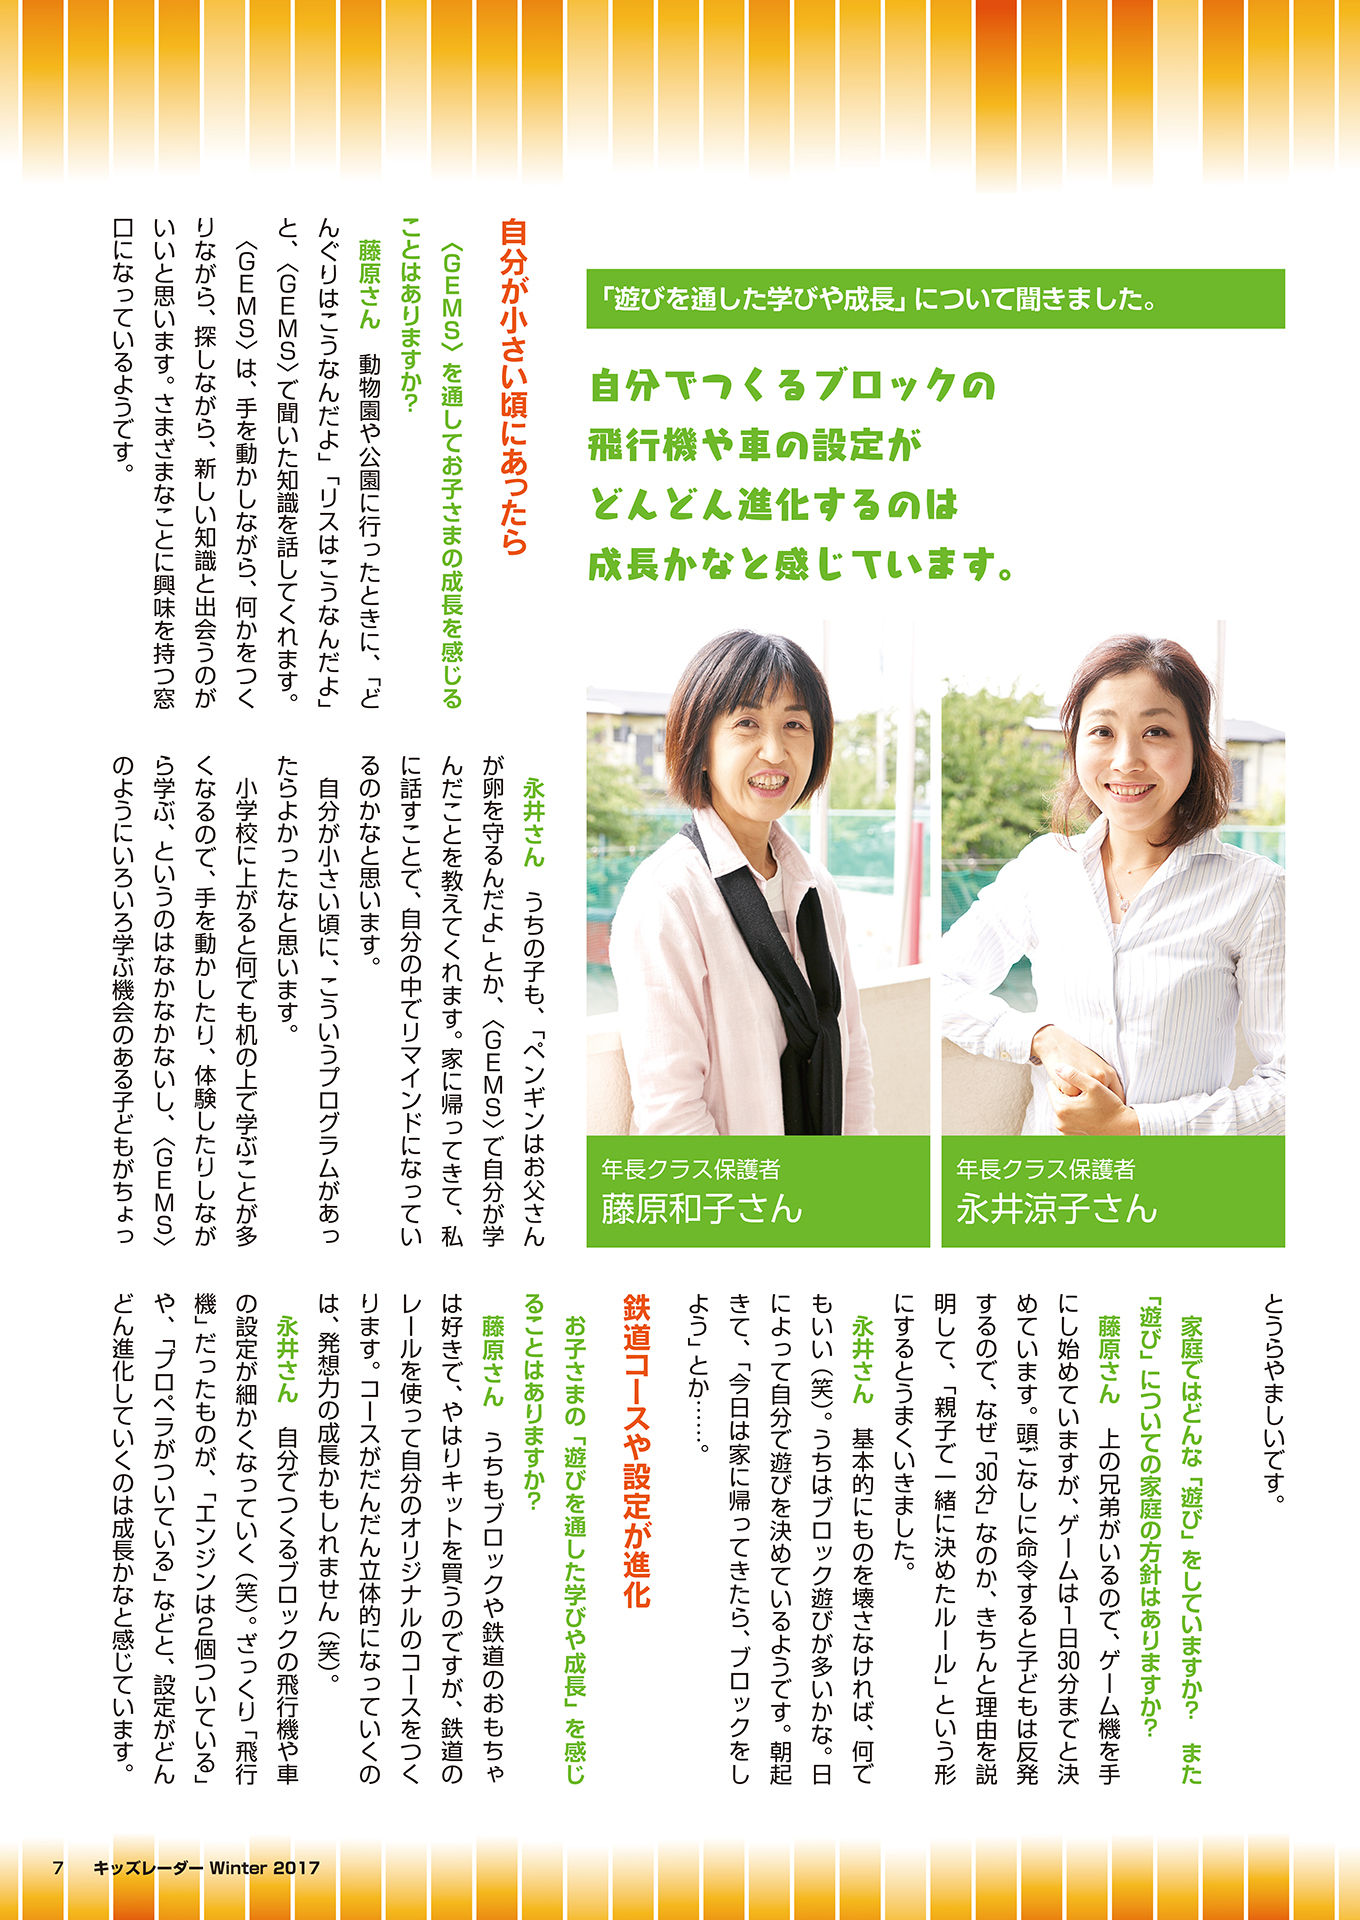 「遊びを通した学びや成長」について聞きました。
自分でつくるブロックの
飛行機や車の設定が
どんどん進化するのは
成長かなと感じています。
年長クラス保護者
藤原和子さん
年長クラス保護者
永井涼子さん
自分が小さい頃にあったら
〈GEMS〉を通してお子さまの成長を感じる
ことはありますか？
藤原さん　動物園や公園に行ったときに、「ど
んぐりはこうなんだよ」「リスはこうなんだよ」
と、〈GEMS〉で聞いた知識を話してくれます。
〈GEMS〉は、手を動かしながら、何かをつく
りながら、探しながら、新しい知識と出会うのが
いいと思います。さまざまなことに興味を持つ窓
口になっているようです。
永井さん　うちの子も、「ペンギンはお父さん
が卵を守るんだよ」とか、〈GEMS〉で自分が学
んだことを教えてくれます。家に帰ってきて、私
に話すことで、自分の中でリマインドになってい
るのかなと思います。
自分が小さい頃に、こういうプログラムがあっ
たらよかったなと思います。
小学校に上がると何でも机の上で学ぶことが多
くなるので、手を動かしたり、体験したりしなが
ら学ぶ、というのはなかなかないし、〈GEMS〉
のようにいろいろ学ぶ機会のある子どもがちょっ
とうらやましいです。
家庭ではどんな「遊び」をしていますか？　また
「遊び」についての家庭の方針はありますか？
藤原さん　上の兄弟がいるので、ゲーム機を手
にし始めていますが、ゲームは1日30分までと決
めています。頭ごなしに命令すると子どもは反発
するので、なぜ「30分」なのか、きちんと理由を説
明して、「親子で一緒に決めたルール」という形
にするとうまくいきました。
永井さん　基本的にものを壊さなければ、何で
もいい（笑）。うちはブロック遊びが多いかな。日
によって自分で遊びを決めているようです。朝起
きて、「今日は家に帰ってきたら、ブロックをし
よう」とか……。
鉄道コースや設定が進化
お子さまの「遊びを通した学びや成長」を感じ
ることはありますか？
藤原さん　うちもブロックや鉄道のおもちゃ
は好きで、やはりキットを買うのですが、鉄道の
レールを使って自分のオリジナルのコースをつく
ります。コースがだんだん立体的になっていくの
は、発想力の成長かもしれません（笑）。
永井さん　自分でつくるブロックの飛行機や車
の設定が細かくなっていく（笑）。ざっくり「飛行
機」だったものが、「エンジンは2個ついている」
や、「プロペラがついている」などと、設定がどん
どん進化していくのは成長かなと感じています。
7 キッズレーダー Winter 2017